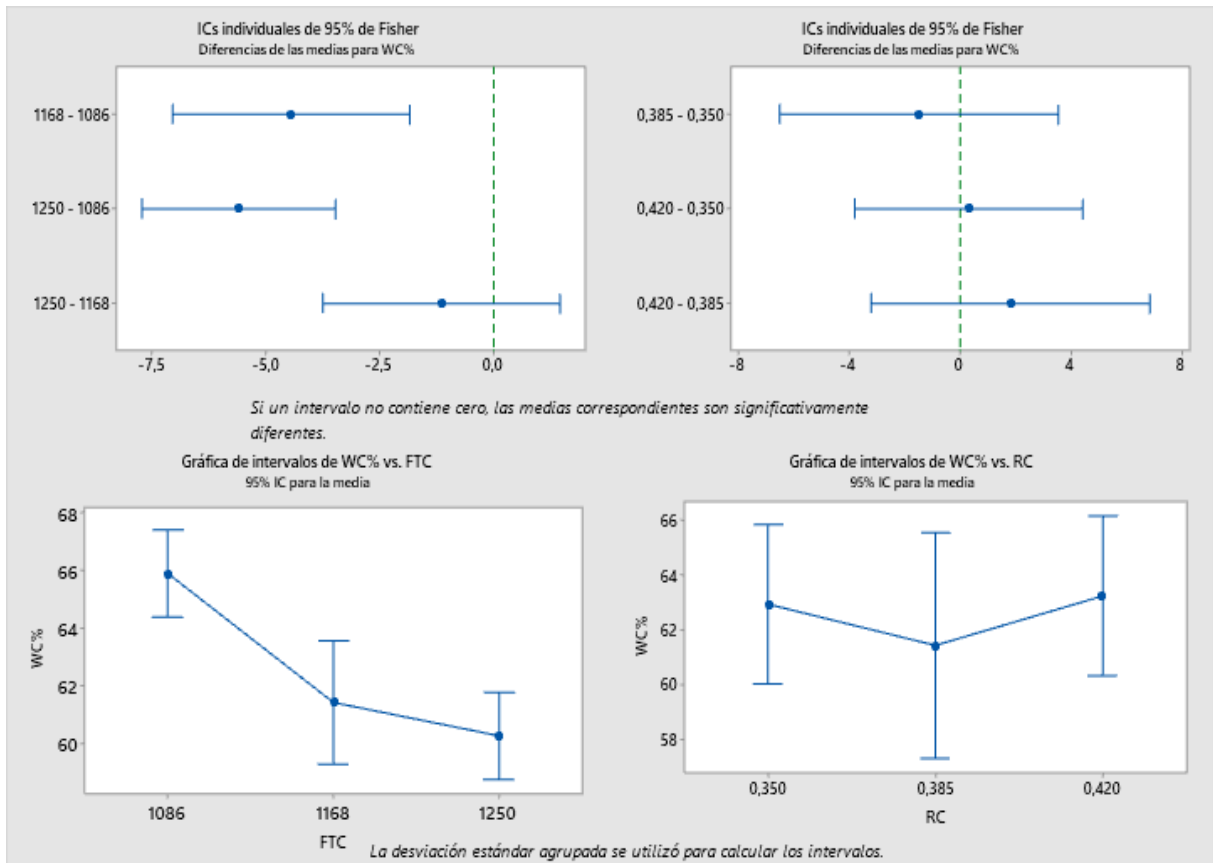 ICs individuales de 95% de Fisher
Diferencias de las medias para WC%
1168 - 1086
1250 - 1086
1250 - 1168
-7,5 -5,0 -2,5 0,0
ICs individuales de 95% de Fisher
Diferencias de las medias para WC%
0,385 - 0,350
0,420 - 0,350
0,420 - 0,385
-8 -4 0 4 8
Si un intervalo no contiene cero, las medias correspondientes son significativamente
diferentes.
Gráfica de intervalos de WC% vs. FTC
95% IC para la media
WC%
68
66
64
62
60
1086 1168 1250
FTC
Gráfica de intervalos de WC% vs. RC
95% IC para la media
WC%
66
64
62
60
58
0,350 0,385 0,420
RC
La desviación estándar agrupada se utilizó para calcular los intervalos.